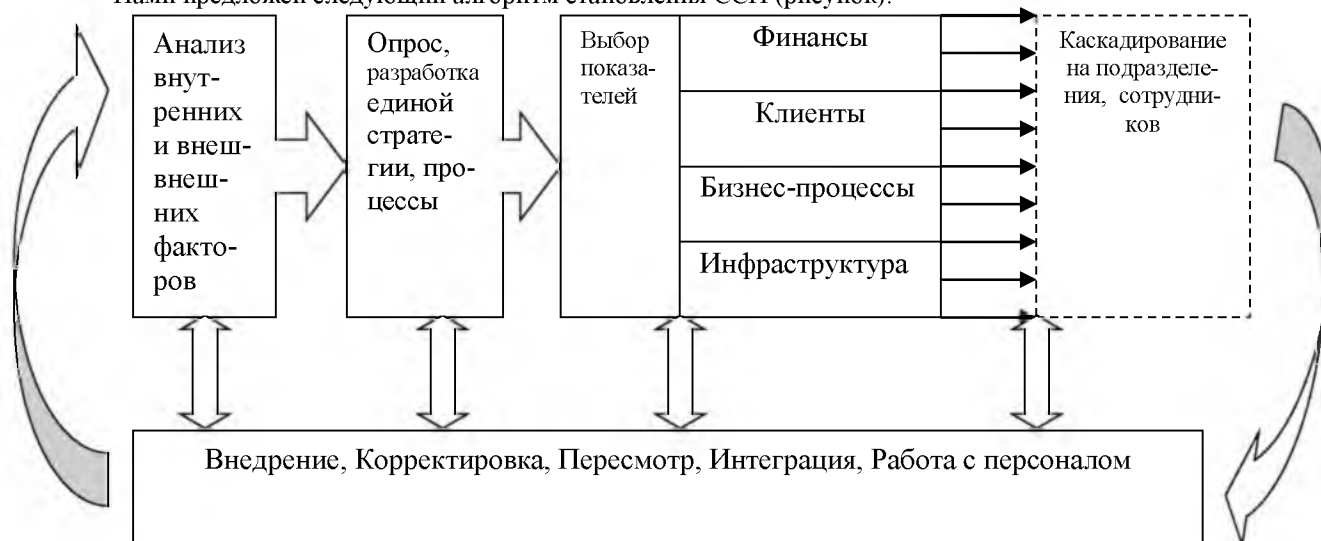 Нами предложен следующий алгоритм становления ССП (рисунок):
Анализ
внут-
ренних
и внеш-
внеш-
них
факто-
ров
Опрос,
разработка
единой
страте-
гии, про-
цессы
Выбор
показа-
телей
Финансы
Клиенты
Бизнес-процессы
Инфраструктура
Каскадирование
на подразделе-
ния, сотрудни-
ков
Внедрение, Корректировка, Пересмотр, Интеграция, Работа с персоналом